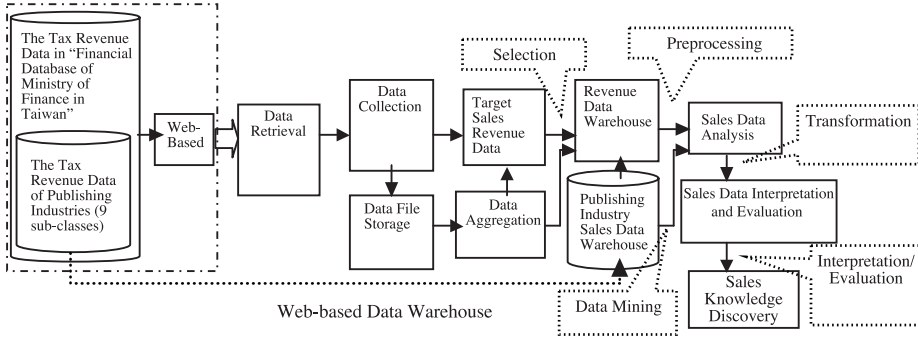 The Tax Revenue
Data in “Financial
Database of
Ministry of
Finance in
Taiwan”
The Tax
Revenue Data
of Publishing
Industries (9
sub-classes)
Web-
Based
Data
Retrieval
Data
Collection
Data File
Storage
Target
Sales
Revenue
Data
Data
Aggregation
Selection
Revenue
Data
Warehouse
Publishing
Industry
Sales Data
Warehouse
Preprocessing
Sales Data
Analysis
Transformation
Sales Data Interpretation
and Evaluation
Interpretation/
Evaluation
Sales
Knowledge
Discovery
Data Mining
Web-based Data Warehouse